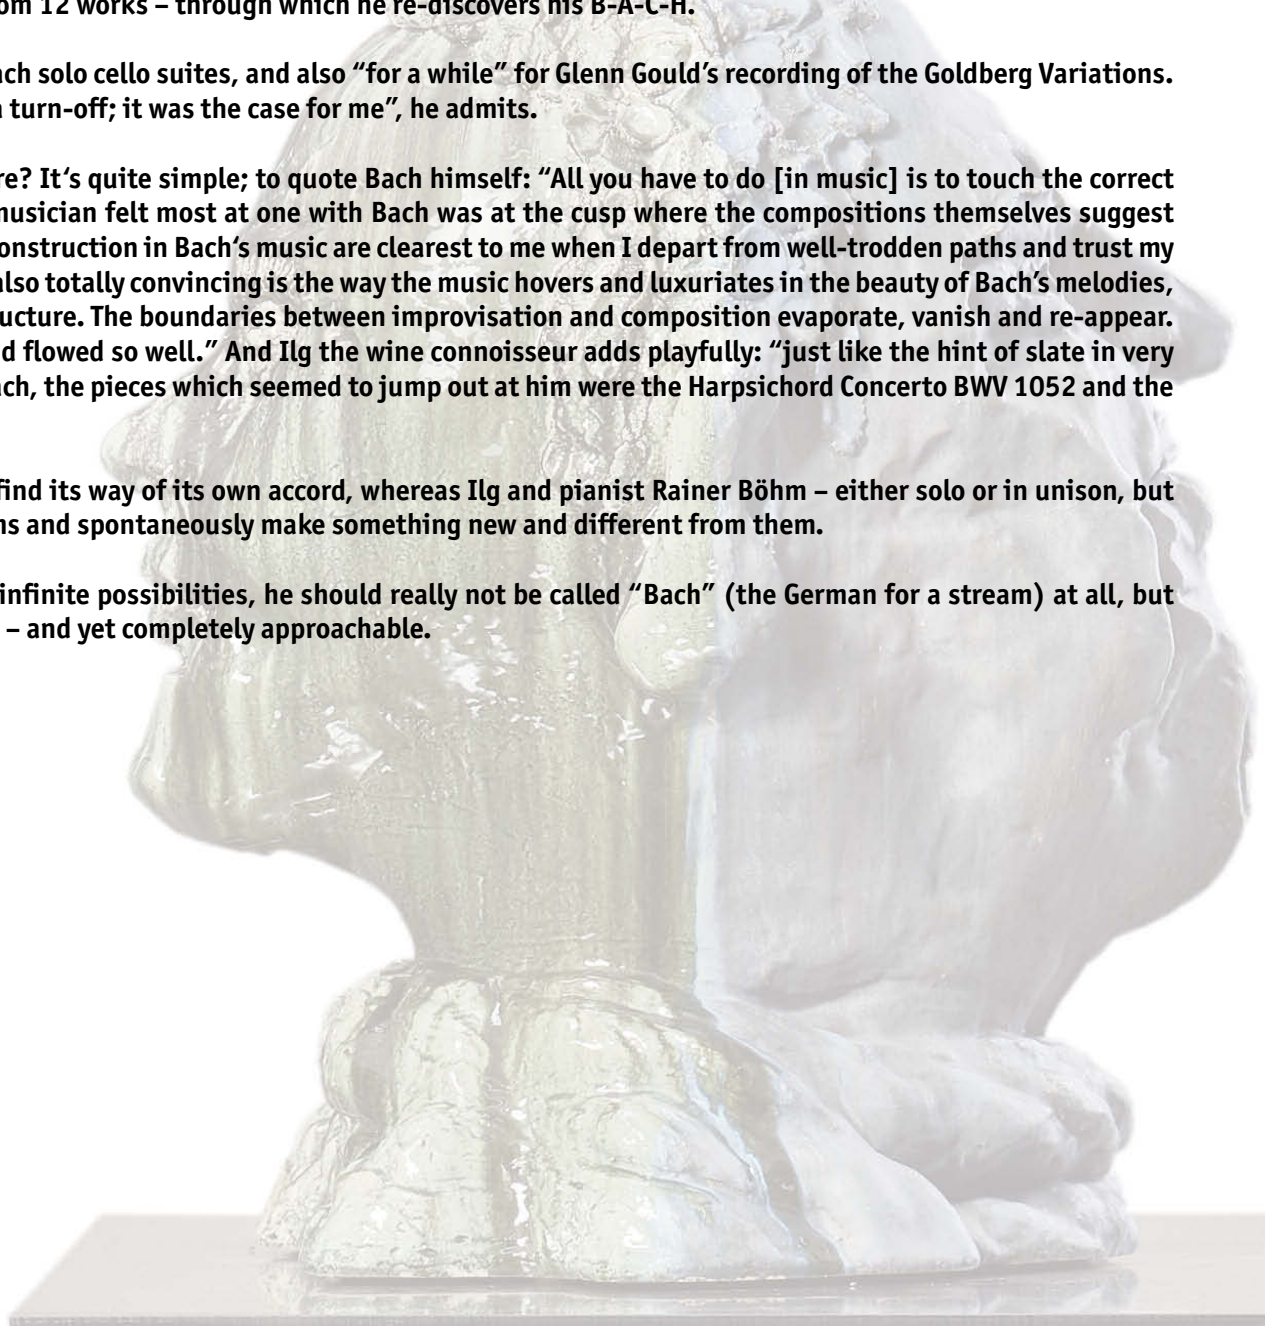 12 works – through which he re-discovers his B-A-C-H.
solo cello suites, and also “for a while” for Glenn Gould’s recording of the Goldberg Variations.
turn-off; it was the case for me”, he admits.
It‘s quite simple; to quote Bach himself: “All you have to do [in music] is to touch the correct
musician felt most at one with Bach was at the cusp where the compositions themselves suggest
in Bach‘s music are clearest to me when I depart from well-trodden paths and trust my
also totally convincing is the way the music hovers and luxuriates in the beauty of Bach’s melodies,
The boundaries between improvisation and composition evaporate, vanish and re-appear.
flowed so well.” And Ilg the wine connoisseur adds playfully: “just like the hint of slate in very
the pieces which seemed to jump out at him were the Harpsichord Concerto BWV 1052 and the
find its way of its own accord, whereas Ilg and pianist Rainer Böhm – either solo or in unison, but
and spontaneously make something new and different from them.
infinite possibilities, he should really not be called “Bach” (the German for a stream) at all, but
– and yet completely approachable.